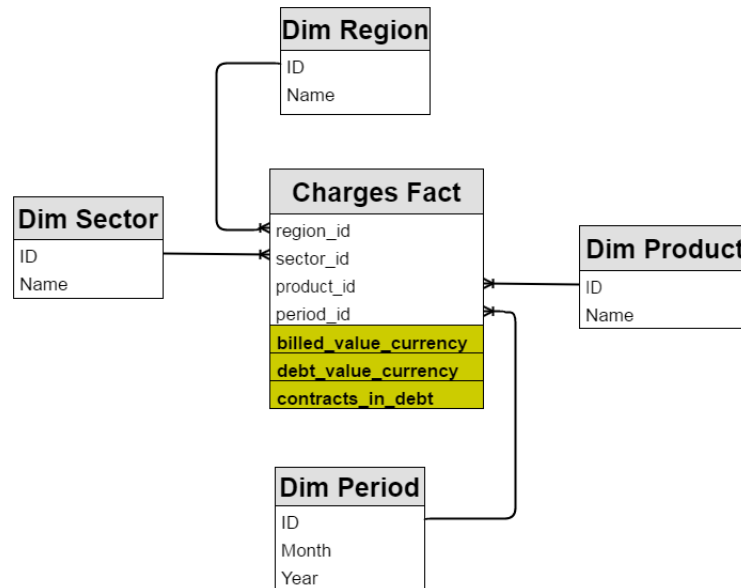 Dim Region
ID
Name
Dim Sector
ID
Name
Charges Fact
region_id
sector_id
product_id
period_id
billed_value_currency
debt_value_currency
contracts_in_debt
Dim Product
ID
Name
Dim Period
ID
Month
Year